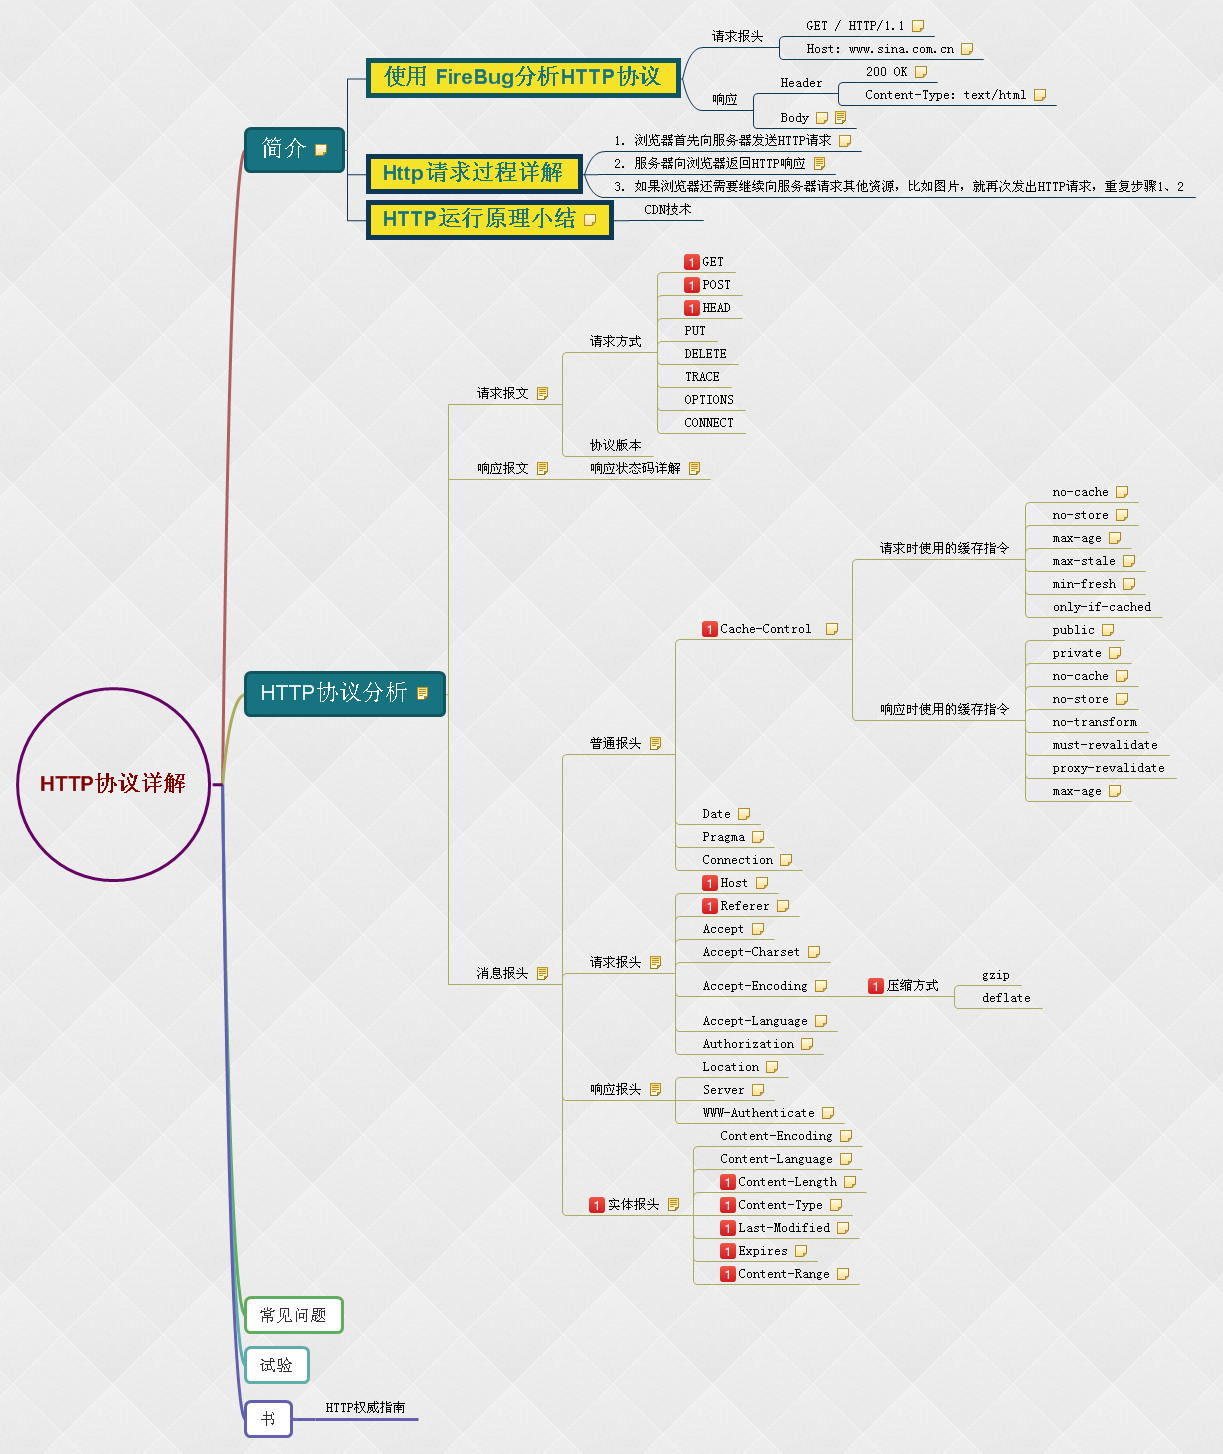 HTTP协议详解
简介
使用 FireBug分析HTTP协议
请求报头
GET / HTTP/1.1
Host: www.sina.com.cn
响应
Header
200 OK
Content-Type: text/html
Body
Http请求过程详解
1. 浏览器首先向服务器发送HTTP请求
2. 服务器向浏览器返回HTTP响应
3. 如果浏览器还需要继续向服务器请求其他资源，比如图片，就再次发出HTTP请求，重复步骤1、2
HTTP运行原理小结
CDN技术
HTTP协议分析
请求报文
请求方式
1 GET
1 POST
1 HEAD
PUT
DELETE
TRACE
OPTIONS
CONNECT
协议版本
响应报文
响应状态码详解
消息报头
普通报头
1 Cache-Control
请求时使用的缓存指令
no-cache
no-store
max-age
max-stale
min-fresh
only-if-cached
响应时使用的缓存指令
public
private
no-cache
no-store
no-transform
must-revalidate
proxy-revalidate
max-age
Date
Pragma
Connection
请求报头
1 Host
1 Referer
Accept
Accept-Charset
Accept-Encoding
1 压缩方式
gzip
deflate
Accept-Language
Authorization
响应报头
Location
Server
WWW-Authenticate
1 实体报头
Content-Encoding
Content-Language
1 Content-Length
1 Content-Type
1 Last-Modified
1 Expires
1 Content-Range
常见问题
试验
书
HTTP权威指南